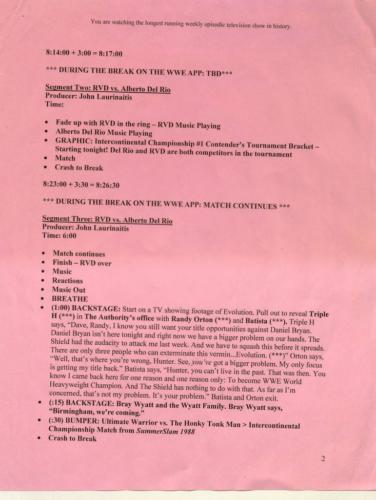 You are watching the longest running weekly episodic television show in history.
8:14:00 + 3:00 = 8:17:00
*** DURING THE BREAK ON THE WWE APP: TBD***
Segment Two: RVD vs. Alberto Del Rio
Producer: John Laurinaitis
Time:
• Fade up with RVD in the ring – RVD Music Playing
• Alberto Del Rio Music Playing
• GRAPHIC: Intercontinental Championship #1 Contender's Tournament Bracket –
Starting tonight! Del Rio and RVD are both competitors in the tournament
• Match
• Crash to Break
8:23:00 + 3:30 = 8:26:30
*** DURING THE BREAK ON THE WWE APP: MATCH CONTINUES ***
Segment Three: RVD vs. Alberto Del Rio
Producer: John Laurinaitis
Time: 6:00
• Match continues
• Finish – RVD over
• Music
• Reactions
• Music Out
• BREATHE
• (1:00) BACKSTAGE: Start on a TV showing footage of Evolution. Pull out to reveal Triple
H (***) in The Authority's office with Randy Orton (***) and Batista (***). Triple H
says, "Dave, Randy, I know you still want your title opportunities against Daniel Bryan.
Daniel Bryan isn't here tonight and right now we have a bigger problem on our hands. The
Shield had the audacity to attack me last week. And we have to squash this before it spreads.
There are only three people who can exterminate this vermin...Evolution. (***)" Orton says,
"Well, that's where you're wrong, Hunter. See, you've got a bigger problem. My only focus
is getting my title back." Batista says, "Hunter, you can't live in the past. That was then. You
know I came back here for one reason and one reason only: To become WWE World
Heavyweight Champion. And The Shield has nothing to do with that. As far as I'm
concerned, that's not my problem. It's your problem." Batista and Orton exit.
• (:15) BACKSTAGE: Bray Wyatt and the Wyatt Family. Bray Wyatt says,
"Birmingham, we're coming."
• (:30) BUMPER: Ultimate Warrior vs. The Honky Tonk Man > Intercontinental
Championship Match from SummerSlam 1988
• Crash to Break
2